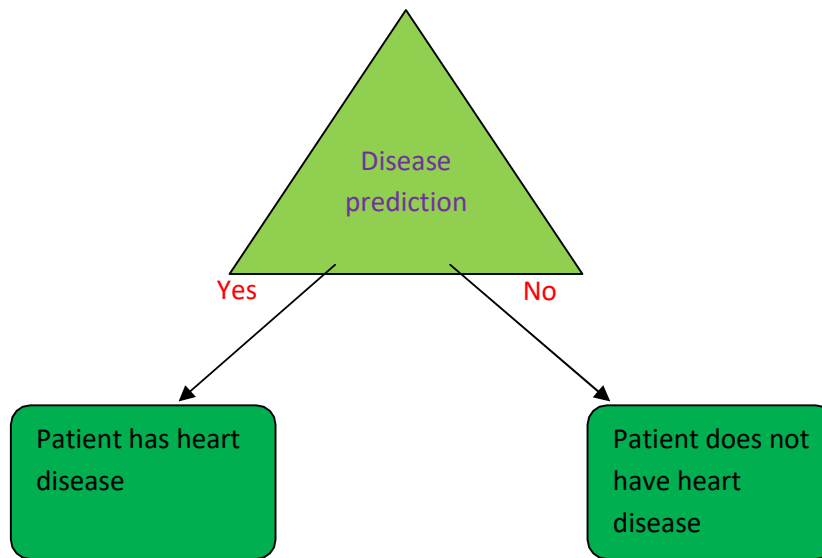 Disease
prediction
Yes
No
Patient has heart
disease
Patient does not
have heart
disease